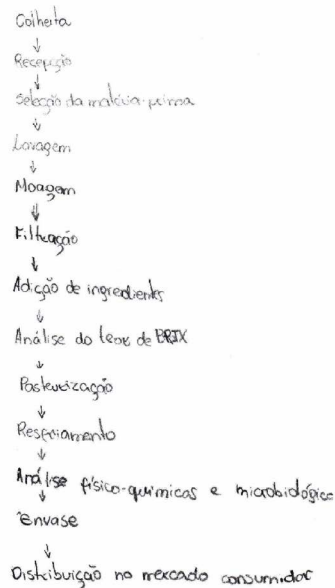 Colheita
↓
Recepção
↓
Seleção da matéria-prima
↓
Lavagem
↓
Moagem
↓
Filtração
↓
Adição de ingredientes
↓
Análise do teor de BRIX
↓
Pasteurização
↓
Resfriamento
↓
Análise físico-químicas e microbidógica
↓
Envase
↓
Distribuição no mercado consumidor